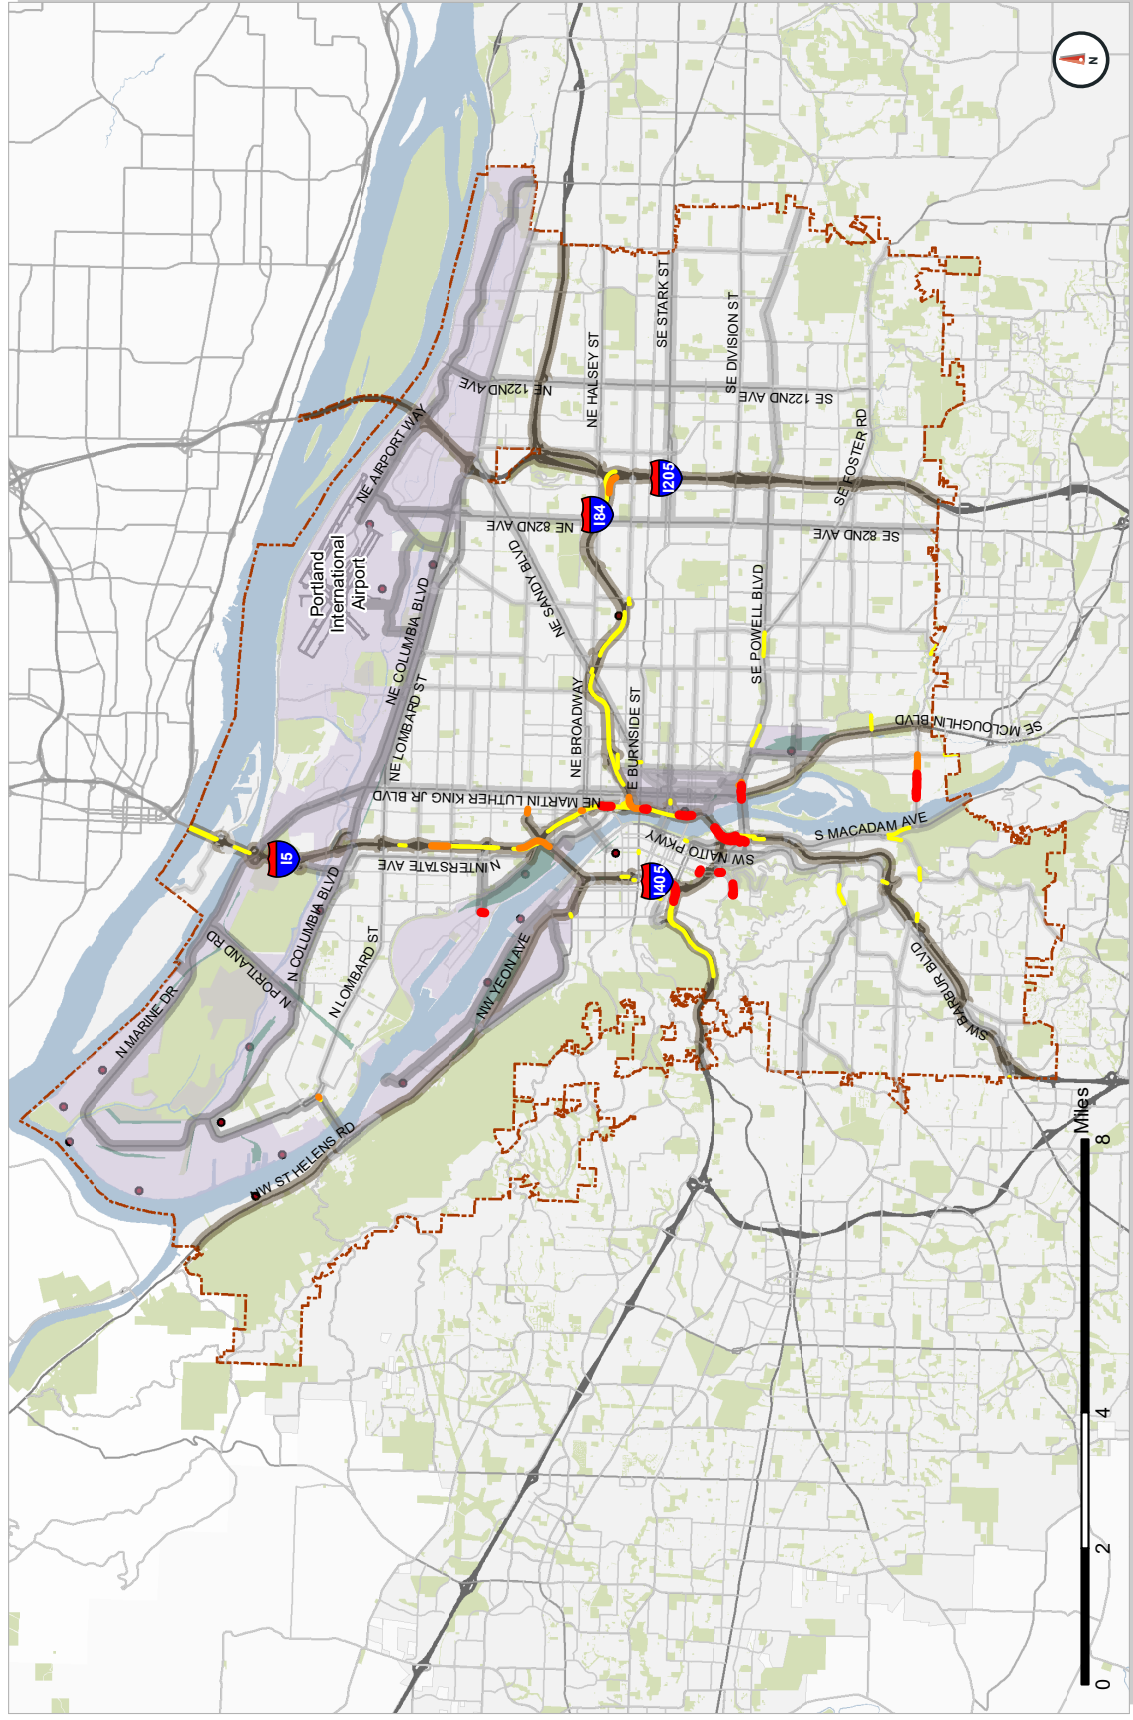 N
NE 122ND AVE
NE HALSEY ST
SE STARK ST
SE DIVISION ST
SE 122ND AVE
NE AIRPORT WAY
SE FOSTER RD
I205
I84
NE 82ND AVE
SE 82ND AVE
Portland
International
Airport
NE SANDY BLVD
NE COLUMBIA BLVD
SE POWELL BLVD
NE LOMBARD ST
NE BROADWAY
E BURNSIDE ST
SE MCLOUGHLIN BLVD
NE MARTIN LUTHER KING JR BLVD
S MACADAM AVE
SW NAITO PKWY
I5
N INTERSTATE AVE
I405
N COLUMBIA BLVD
N PORTLAND RD
N LOMBARD ST
NW YEON AVE
SW BARBUR BLVD
N MARINE DR
NW ST HELENS RD
Miles
0
2
4
8